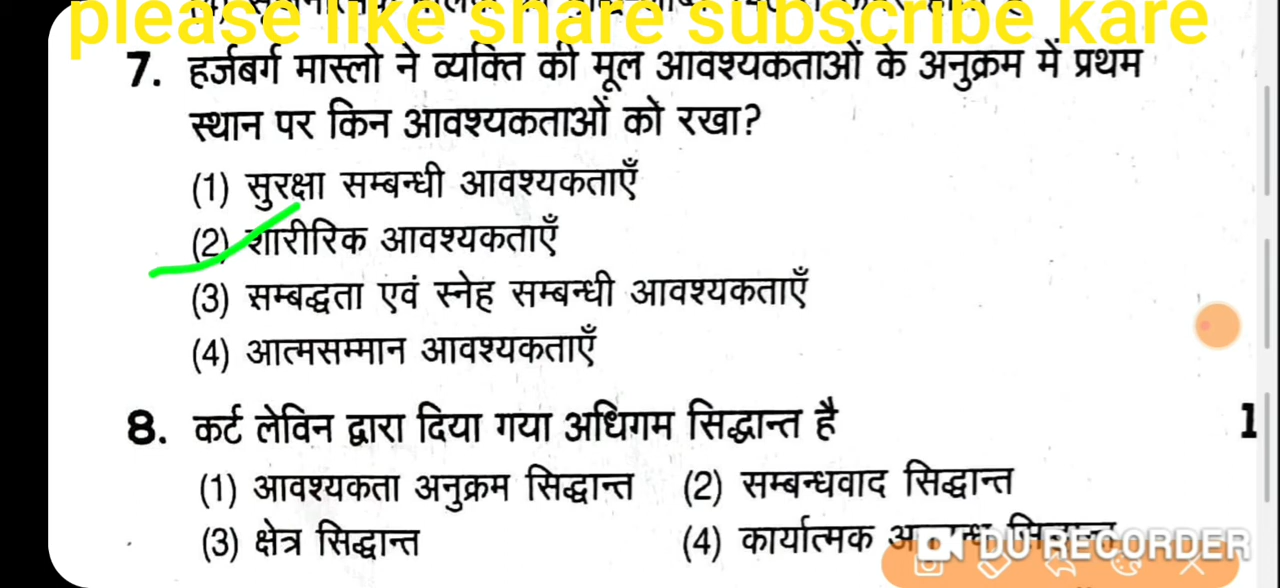 please like share subscribe kare
7. हर्जबर्ग मास्लो ने व्यक्ति की मूल आवश्यकताओं के अनुक्रम में प्रथम
स्थान पर किन आवश्यकताओं को रखा?
(1) सुरक्षा सम्बन्धी आवश्यकताएँ
(2) शारीरिक आवश्यकताएँ
(3) सम्बद्धता एवं स्नेह सम्बन्धी आवश्यकताएँ
(4) आत्मसम्मान आवश्यकताएँ
8. कर्ट लेविन द्वारा दिया गया अधिगम सिद्धान्त है
1
(1) आवश्यकता अनुक्रम सिद्धान्त (2) सम्बन्धवाद सिद्धान्त
(3) क्षेत्र सिद्धान्त (4) कार्यात्मक
DU RECORDER